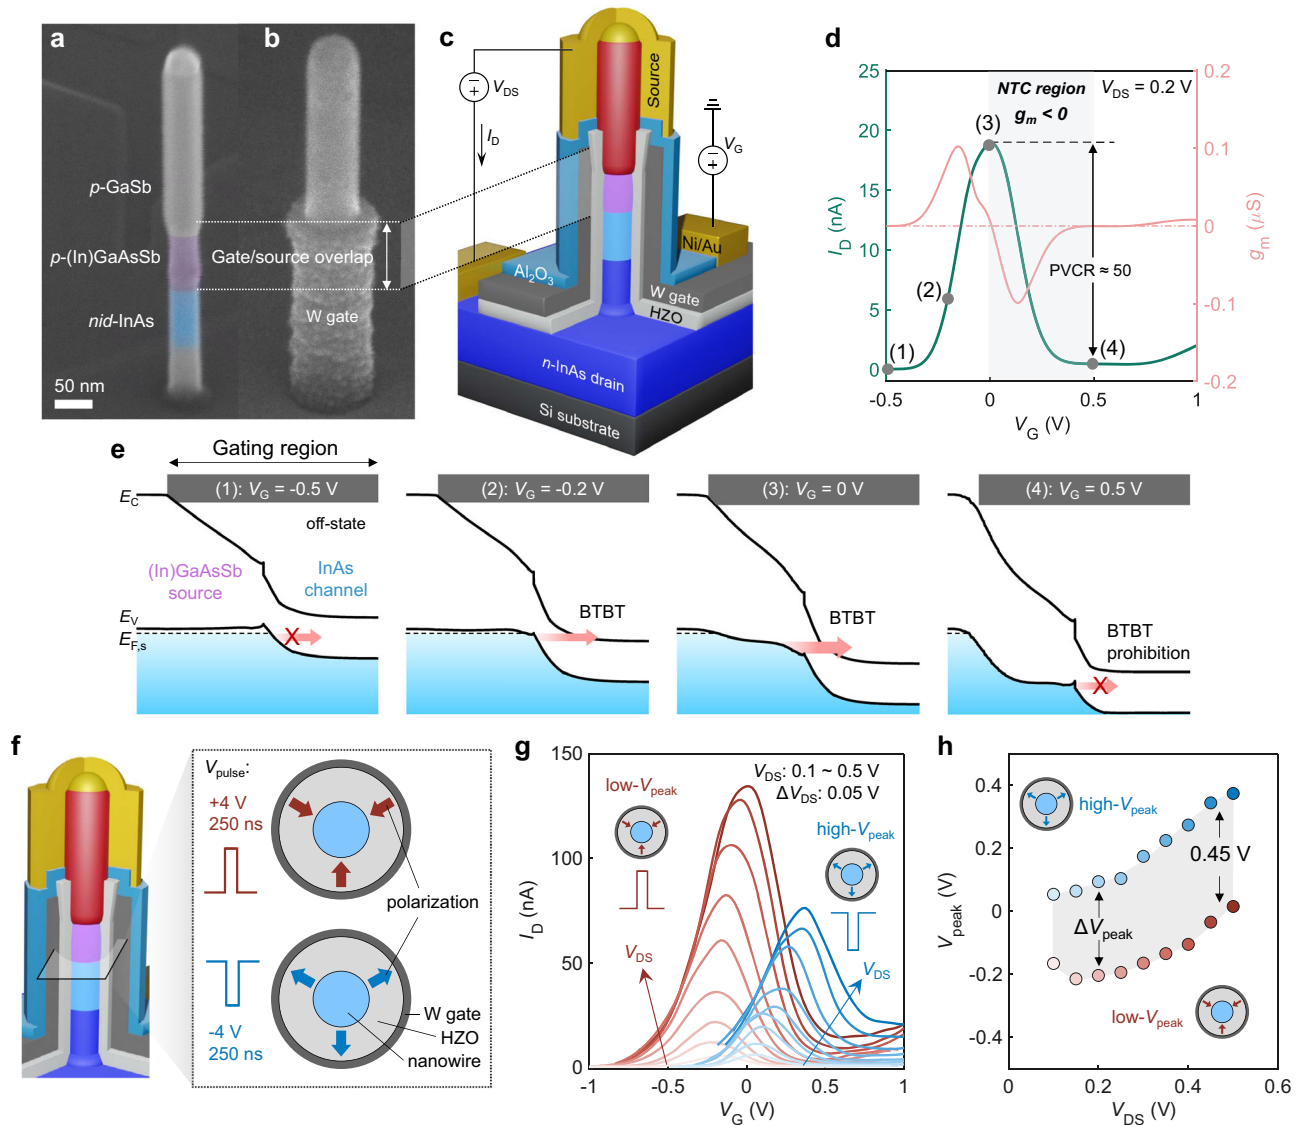 a
p-GaSb
p-(In)GaAsSb
nid-InAs
50 nm
b
Gate/source overlap
W gate
c
V_DS
I_D
Source
V_G
Ni/Au
Al2O3
W gate
HZO
n-InAs drain
Si substrate
d
25
20
15
10
5
0
I_D (nA)
NTC region
g_m < 0
V_DS = 0.2 V
(3)
(2)
(1)
(4)
PVCR ≈ 50
0.2
0.1
0
-0.1
-0.2
g_m (μS)
-0.5
0
0.5
1
V_G (V)
e
Gating region
(1): V_G = -0.5 V
(2): V_G = -0.2 V
(3): V_G = 0 V
(4): V_G = 0.5 V
E_C
off-state
(In)GaAsSb
source
InAs
channel
E_V
E_F,s
X
BTBT
BTBT
BTBT
prohibition
X
f
V_pulse:
+4 V
250 ns
-4 V
250 ns
polarization
W gate
HZO
nanowire
g
150
100
50
0
I_D (nA)
V_DS: 0.1 ~ 0.5 V
ΔV_DS: 0.05 V
low-V_peak
high-V_peak
V_DS
V_DS
-1
-0.5
0
0.5
1
V_G (V)
h
0.4
0.2
0
-0.2
-0.4
V_peak (V)
high-V_peak
0.45 V
ΔV_peak
low-V_peak
0
0.2
0.4
0.6
V_DS (V)